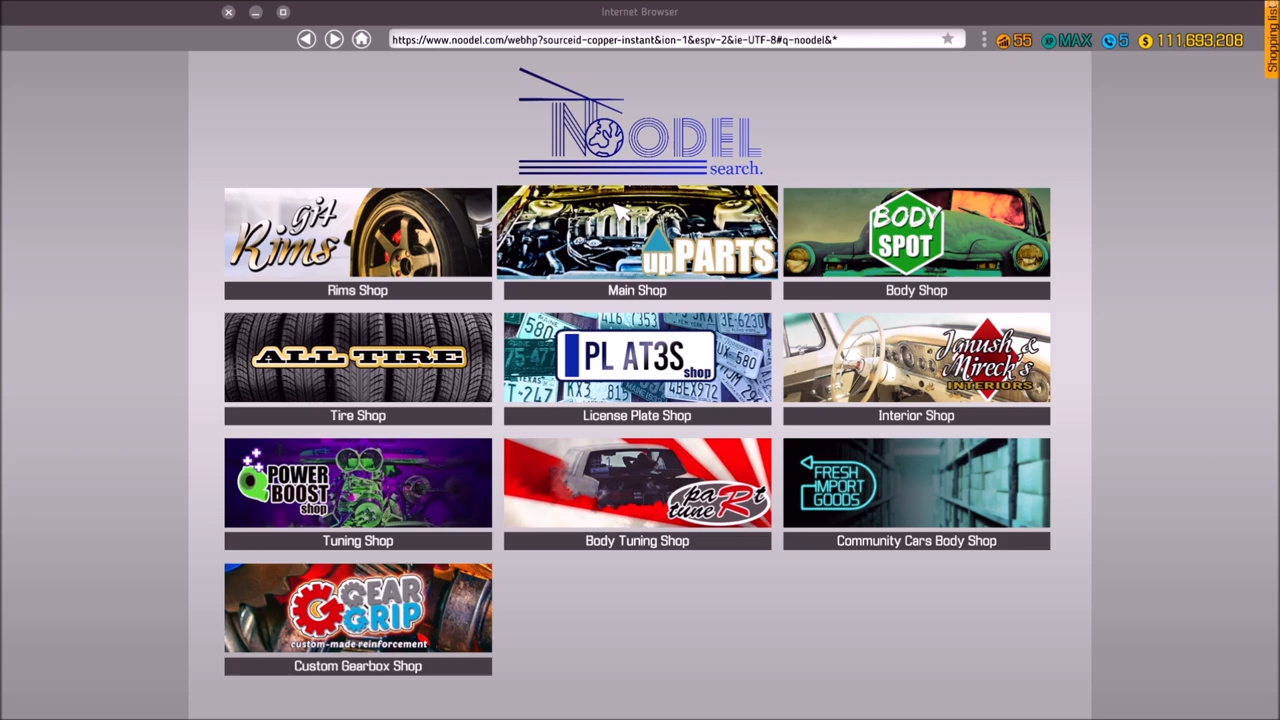 Internet Browser
https://www.noodel.com/webhp?sourceid-copper-instant&ion-1&espv-2&ie-UTF-8#q-noodel&*
55
XP MAX
5
$ 111,693,208
Shopping list
NOODEL
search.
git Rims
upPARTS
BODY SPOT
Rims Shop
Main Shop
Body Shop
ALL TIRE
PL AT3S
shop
Janush & Mireck's
INTERIORS
Tire Shop
License Plate Shop
Interior Shop
POWER BOOST
shop
paRt tuneR
FRESH
IMPORT
GOODS
Tuning Shop
Body Tuning Shop
Community Cars Body Shop
GEAR
GRIP
custom-made reinforcement
Custom Gearbox Shop